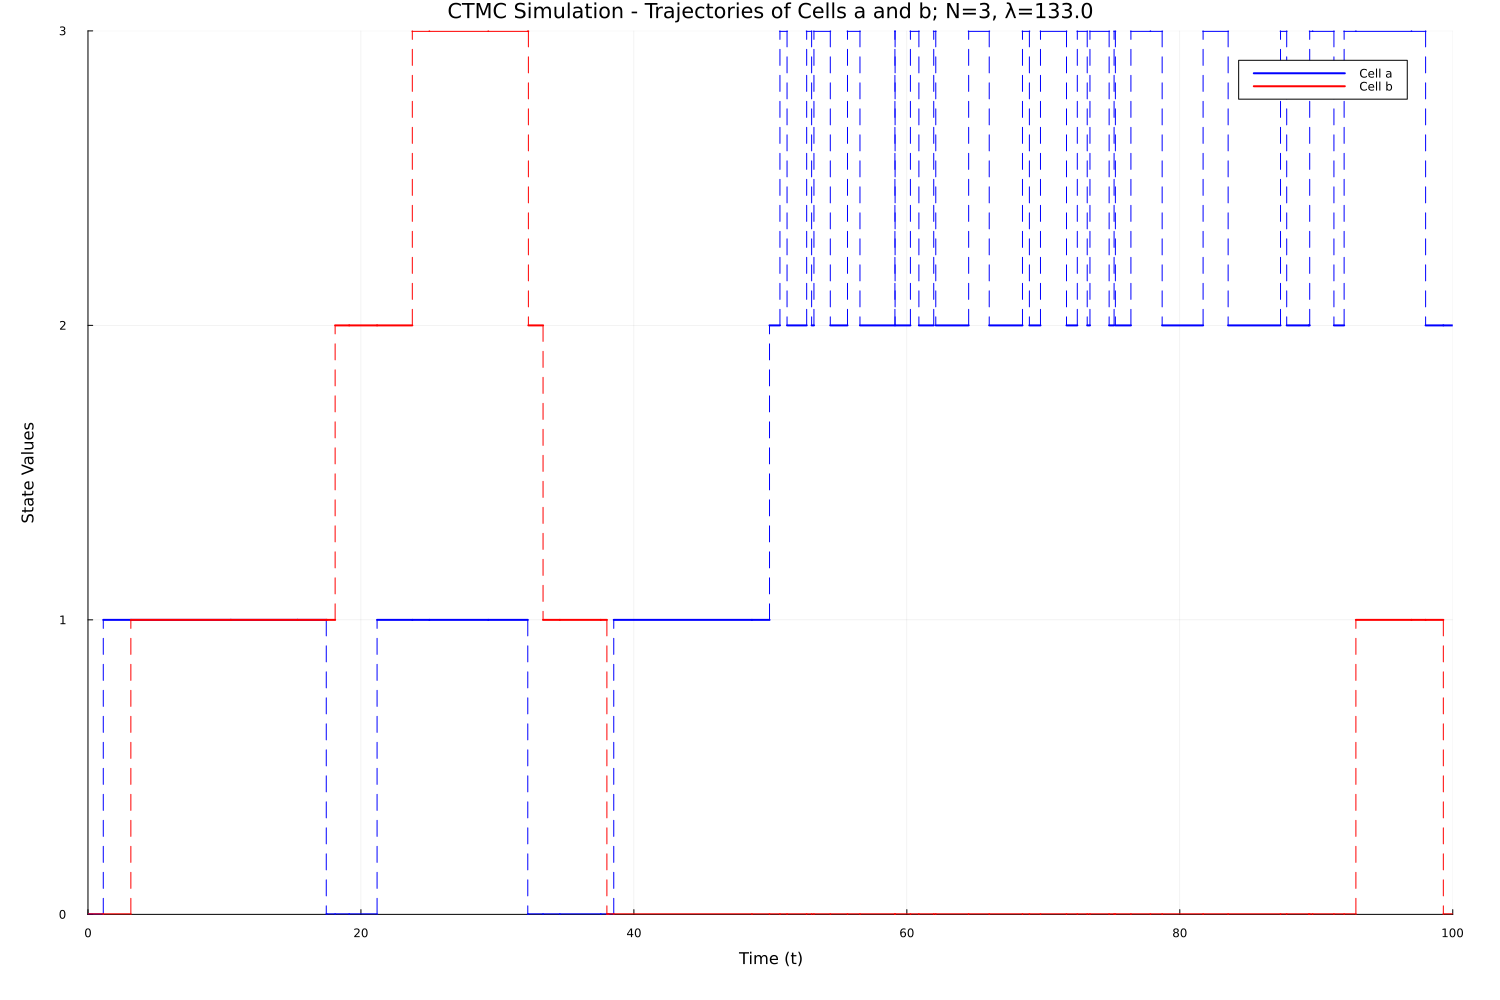 CTMC Simulation - Trajectories of Cells a and b; N=3, λ=133.0
3
Cell a
Cell b
2
State Values
1
0
0 20 40 60 80 100
Time (t)